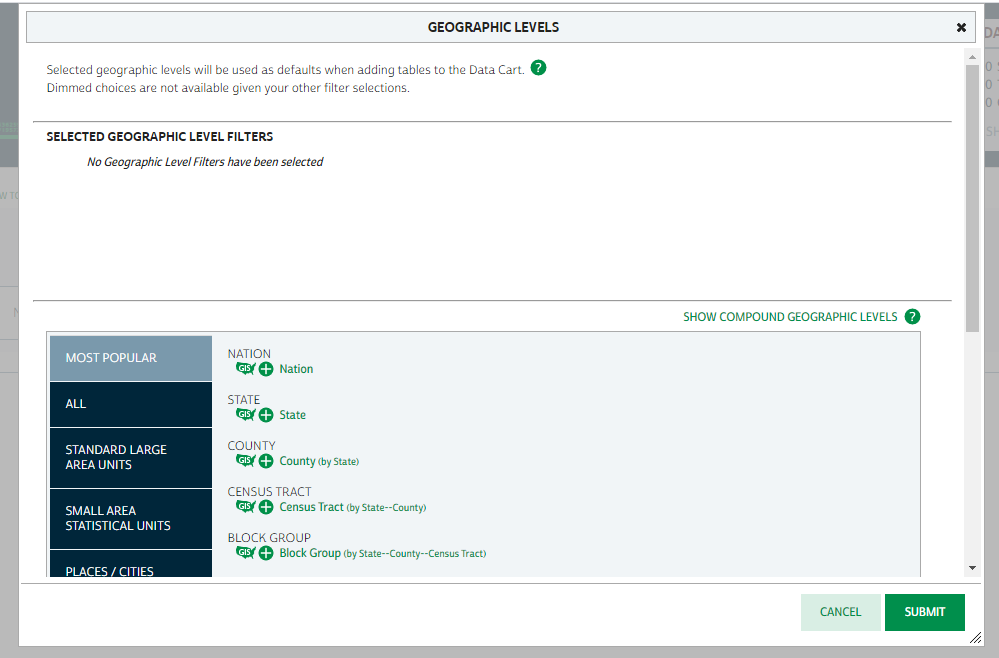 GEOGRAPHIC LEVELS
Selected geographic levels will be used as defaults when adding tables to the Data Cart. ?
Dimmed choices are not available given your other filter selections.
SELECTED GEOGRAPHIC LEVEL FILTERS
No Geographic Level Filters have been selected
SHOW COMPOUND GEOGRAPHIC LEVELS ?
MOST POPULAR
ALL
STANDARD LARGE
AREA UNITS
SMALL AREA
STATISTICAL UNITS
PLACES / CITIES
NATION
GIS Nation
STATE
GIS State
COUNTY
GIS County (by State)
CENSUS TRACT
GIS Census Tract (by State--County)
BLOCK GROUP
GIS Block Group (by State--County--Census Tract)
CANCEL
SUBMIT